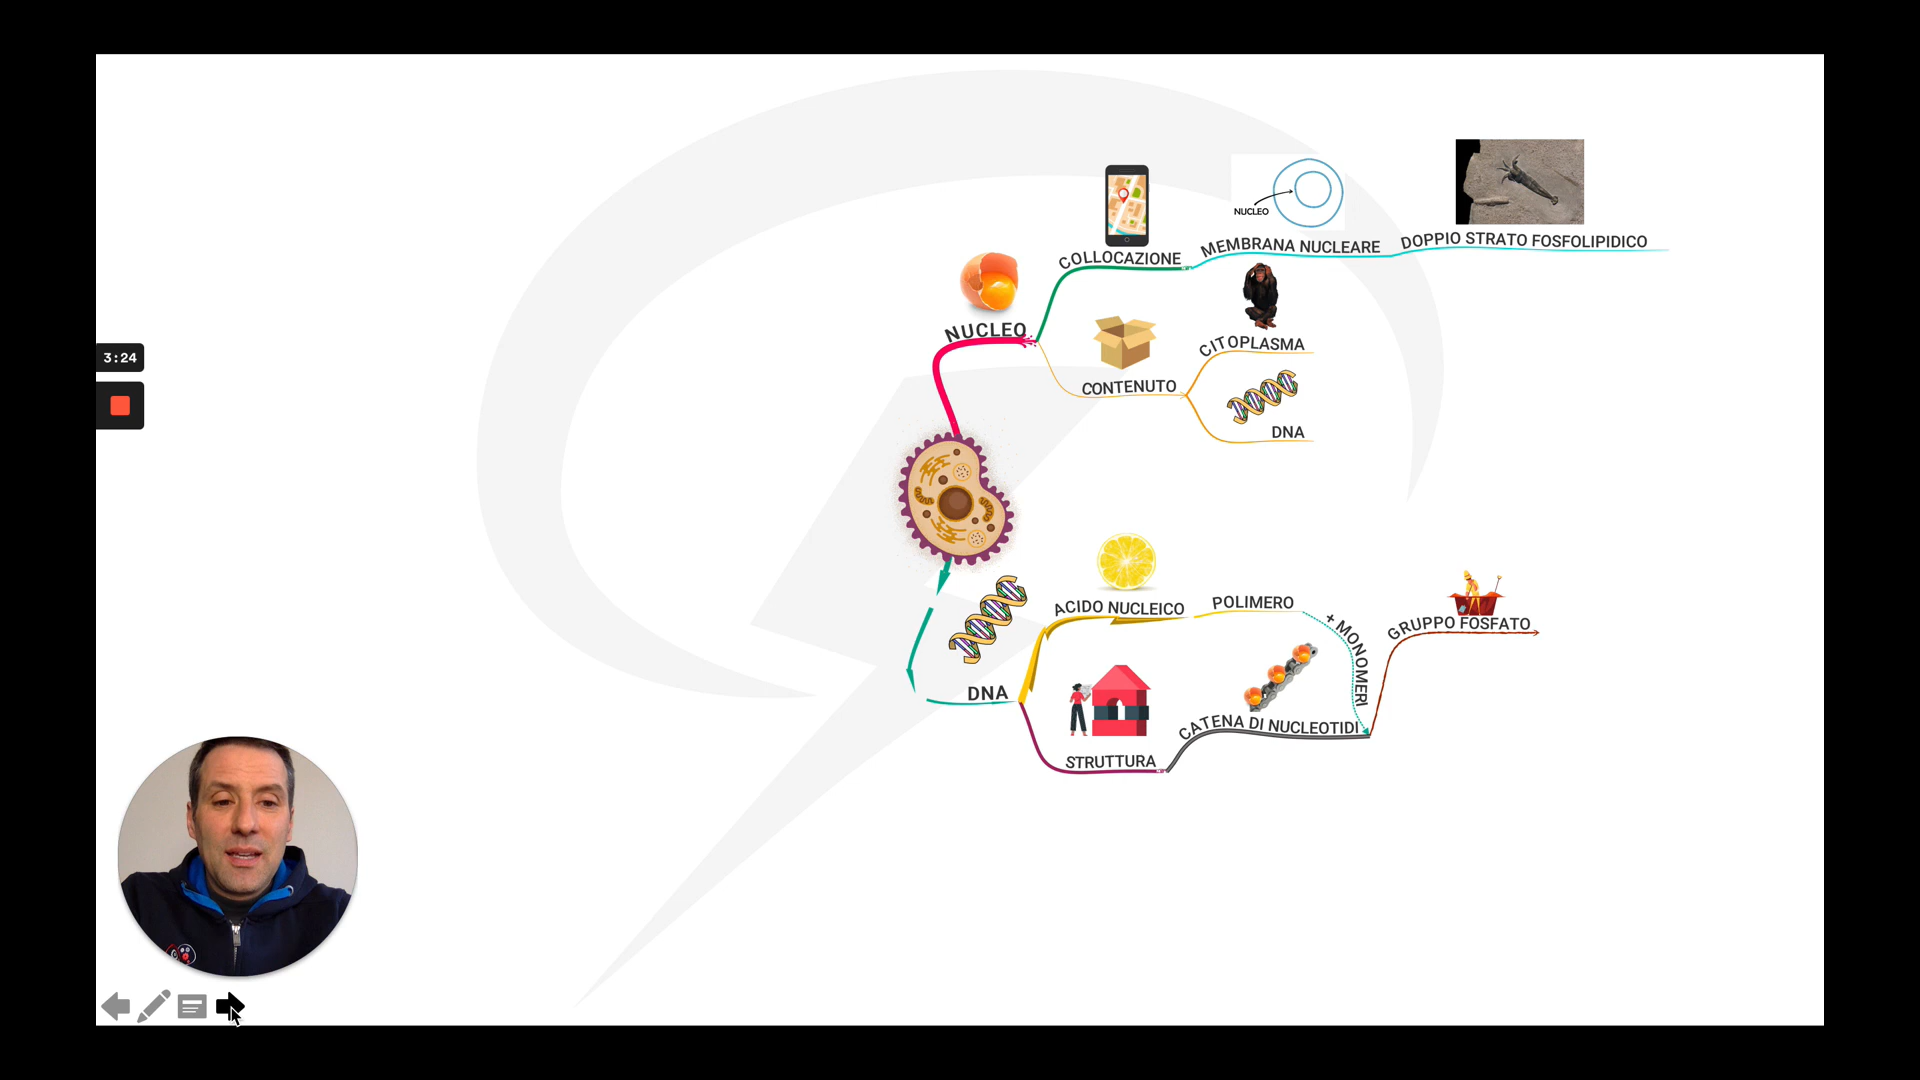 NUCLEO
COLLOCAZIONE
MEMBRANA NUCLEARE
NUCLEO
DOPPIO STRATO FOSFOLIPIDICO
CONTENUTO
CITOPLASMA
DNA
3:24
DNA
ACIDO NUCLEICO
POLIMERO
+ MONOMERI
GRUPPO FOSFATO
STRUTTURA
CATENA DI NUCLEOTIDI